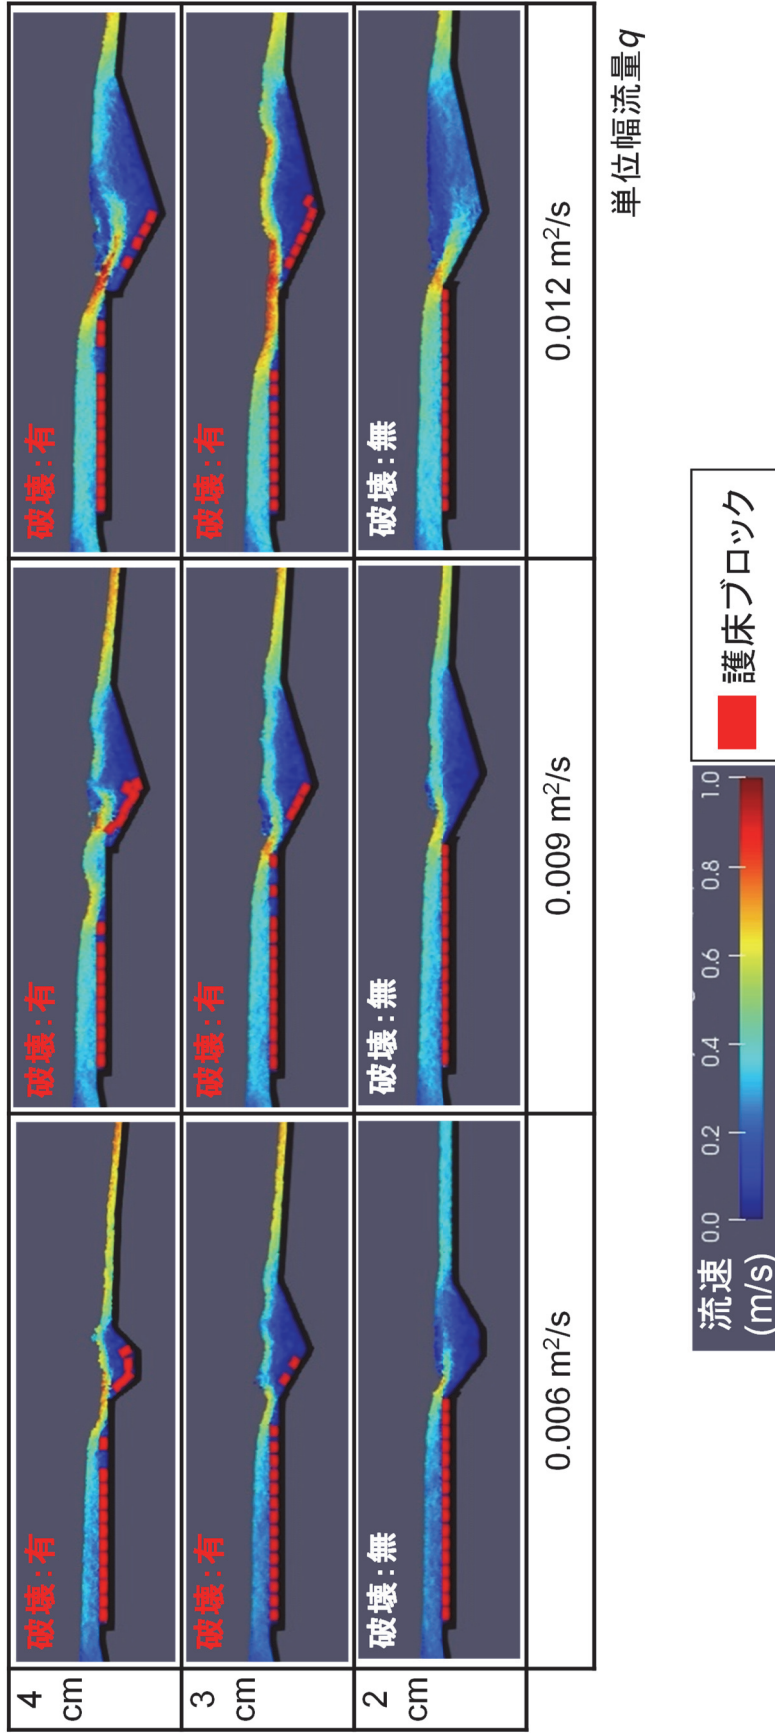 4
cm
破壊：有
破壊：有
破壊：有
3
cm
破壊：有
破壊：有
破壊：有
2
cm
破壊：無
破壊：無
破壊：無
0.006 m²/s
0.009 m²/s
0.012 m²/s
単位幅流量q
流速
(m/s)
0.0 0.2 0.4 0.6 0.8 1.0
護床ブロック